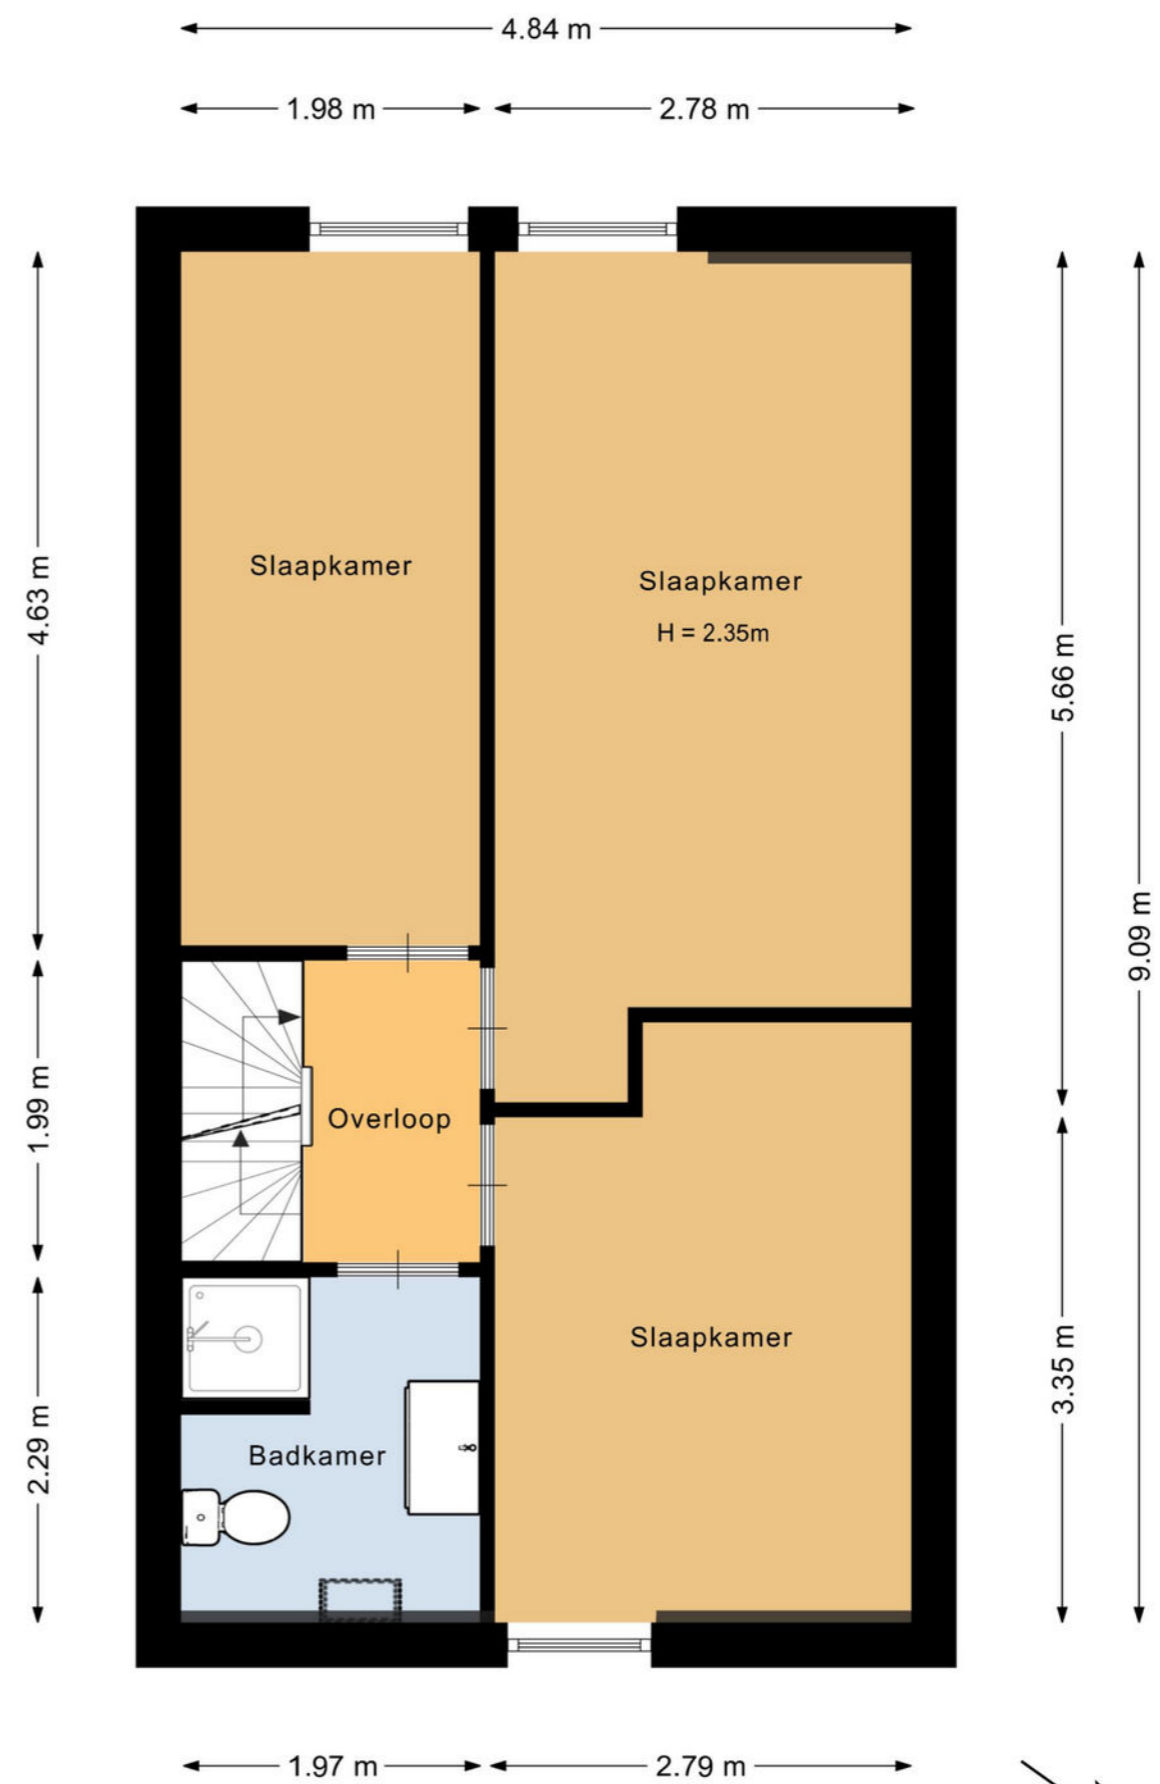 4.84 m
1.98 m
2.78 m
Slaapkamer
Slaapkamer
H = 2.35m
4.63 m
5.66 m
9.09 m
1.99 m
Overloop
Slaapkamer
3.35 m
2.29 m
Badkamer
1.97 m
2.79 m